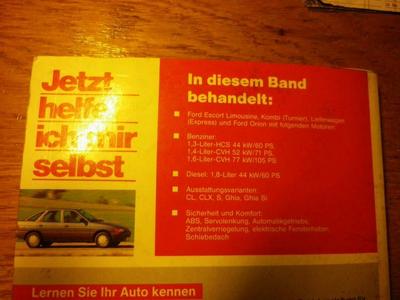 Jetzt
helfe
ich mir
selbst
In diesem Band
behandelt:
Ford Escort Limousine, Kombi (Turnier), Lieferwagen
(Express) und Ford Orion mit folgenden Motoren:
Benziner:
1,3-Liter-HCS 44 kW/60 PS,
1,4-Liter-CVH 52 kW/71 PS,
1,6-Liter-CVH 77 kW/105 PS
Diesel: 1,8-Liter 44 kW/60 PS
Ausstattungsvarianten:
CL, CLX, S, Ghia, Ghia Si
Sicherheit und Komfort:
ABS, Servolenkung, Automatikgetriebe,
Zentralverriegelung, elektrische Fensterheber,
Schiebedach
Lernen Sie Ihr Auto kennen